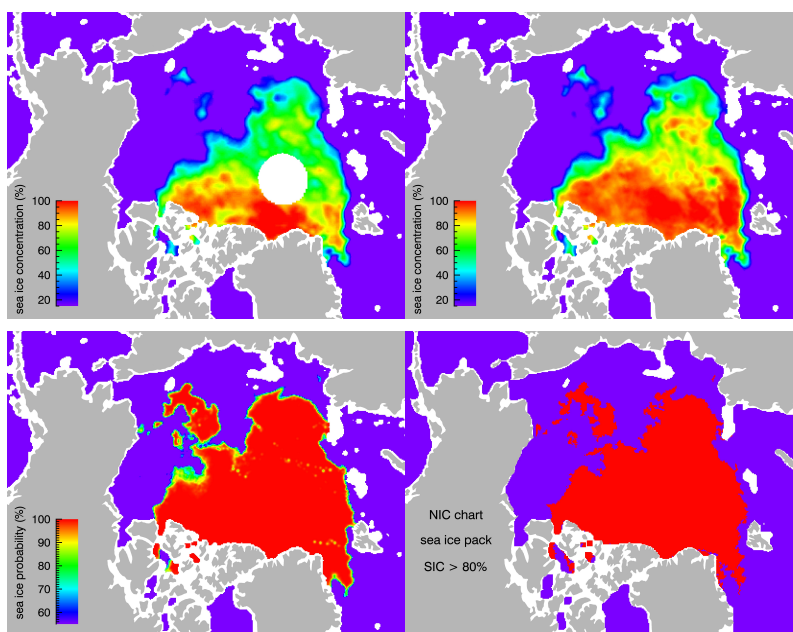 sea ice concentration (%)
100
80
60
40
20
sea ice concentration (%)
100
80
60
40
20
sea ice probability (%)
100
90
80
70
60
NIC chart
sea ice pack
SIC > 80%